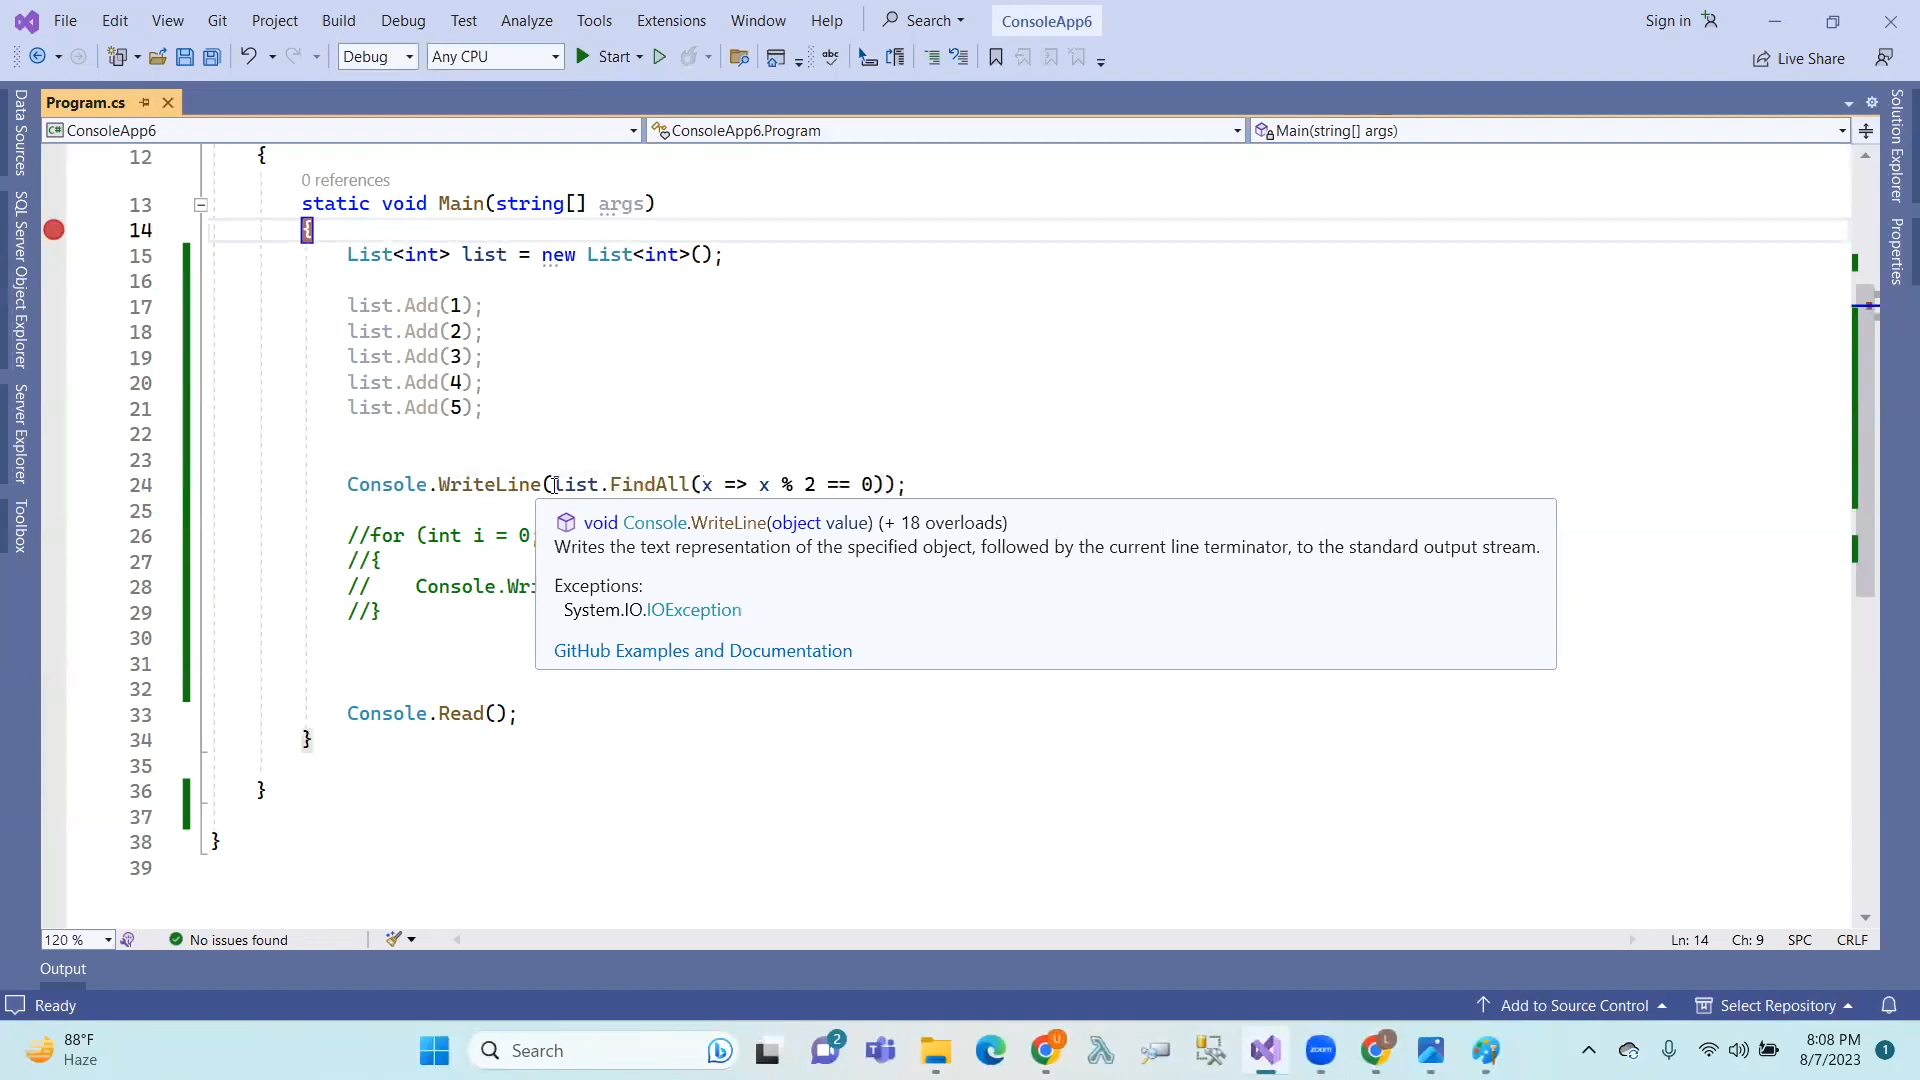 File Edit View Git Project Build Debug Test Analyze Tools Extensions Window Help Search ConsoleApp6 Sign in
Debug Any CPU Start abc Live Share
Program.cs
ConsoleApp6 ConsoleApp6.Program Main(string[] args)
Data Sources
SQL Server Object Explorer
Server Explorer
Toolbox
Solution Explorer
Properties
12 {
0 references
13 static void Main(string[] args)
14 {
15 List<int> list = new List<int>();
16
17 list.Add(1);
18 list.Add(2);
19 list.Add(3);
20 list.Add(4);
21 list.Add(5);
22
23
24 Console.WriteLine(list.FindAll(x => x % 2 == 0));
25
void Console.WriteLine(object value) (+ 18 overloads)
26 //for (int i = 0;
Writes the text representation of the specified object, followed by the current line terminator, to the standard output stream.
27 //{
28 // Console.Wri
Exceptions:
29 //}
System.IO.IOException
30
GitHub Examples and Documentation
31
32
33 Console.Read();
34 }
35
36 }
37
38 }
39
120 % No issues found Ln: 14 Ch: 9 SPC CRLF
Output
Ready Add to Source Control Select Repository
88°F
Haze
Search
2
U
zoom
L
8:08 PM
8/7/2023
1